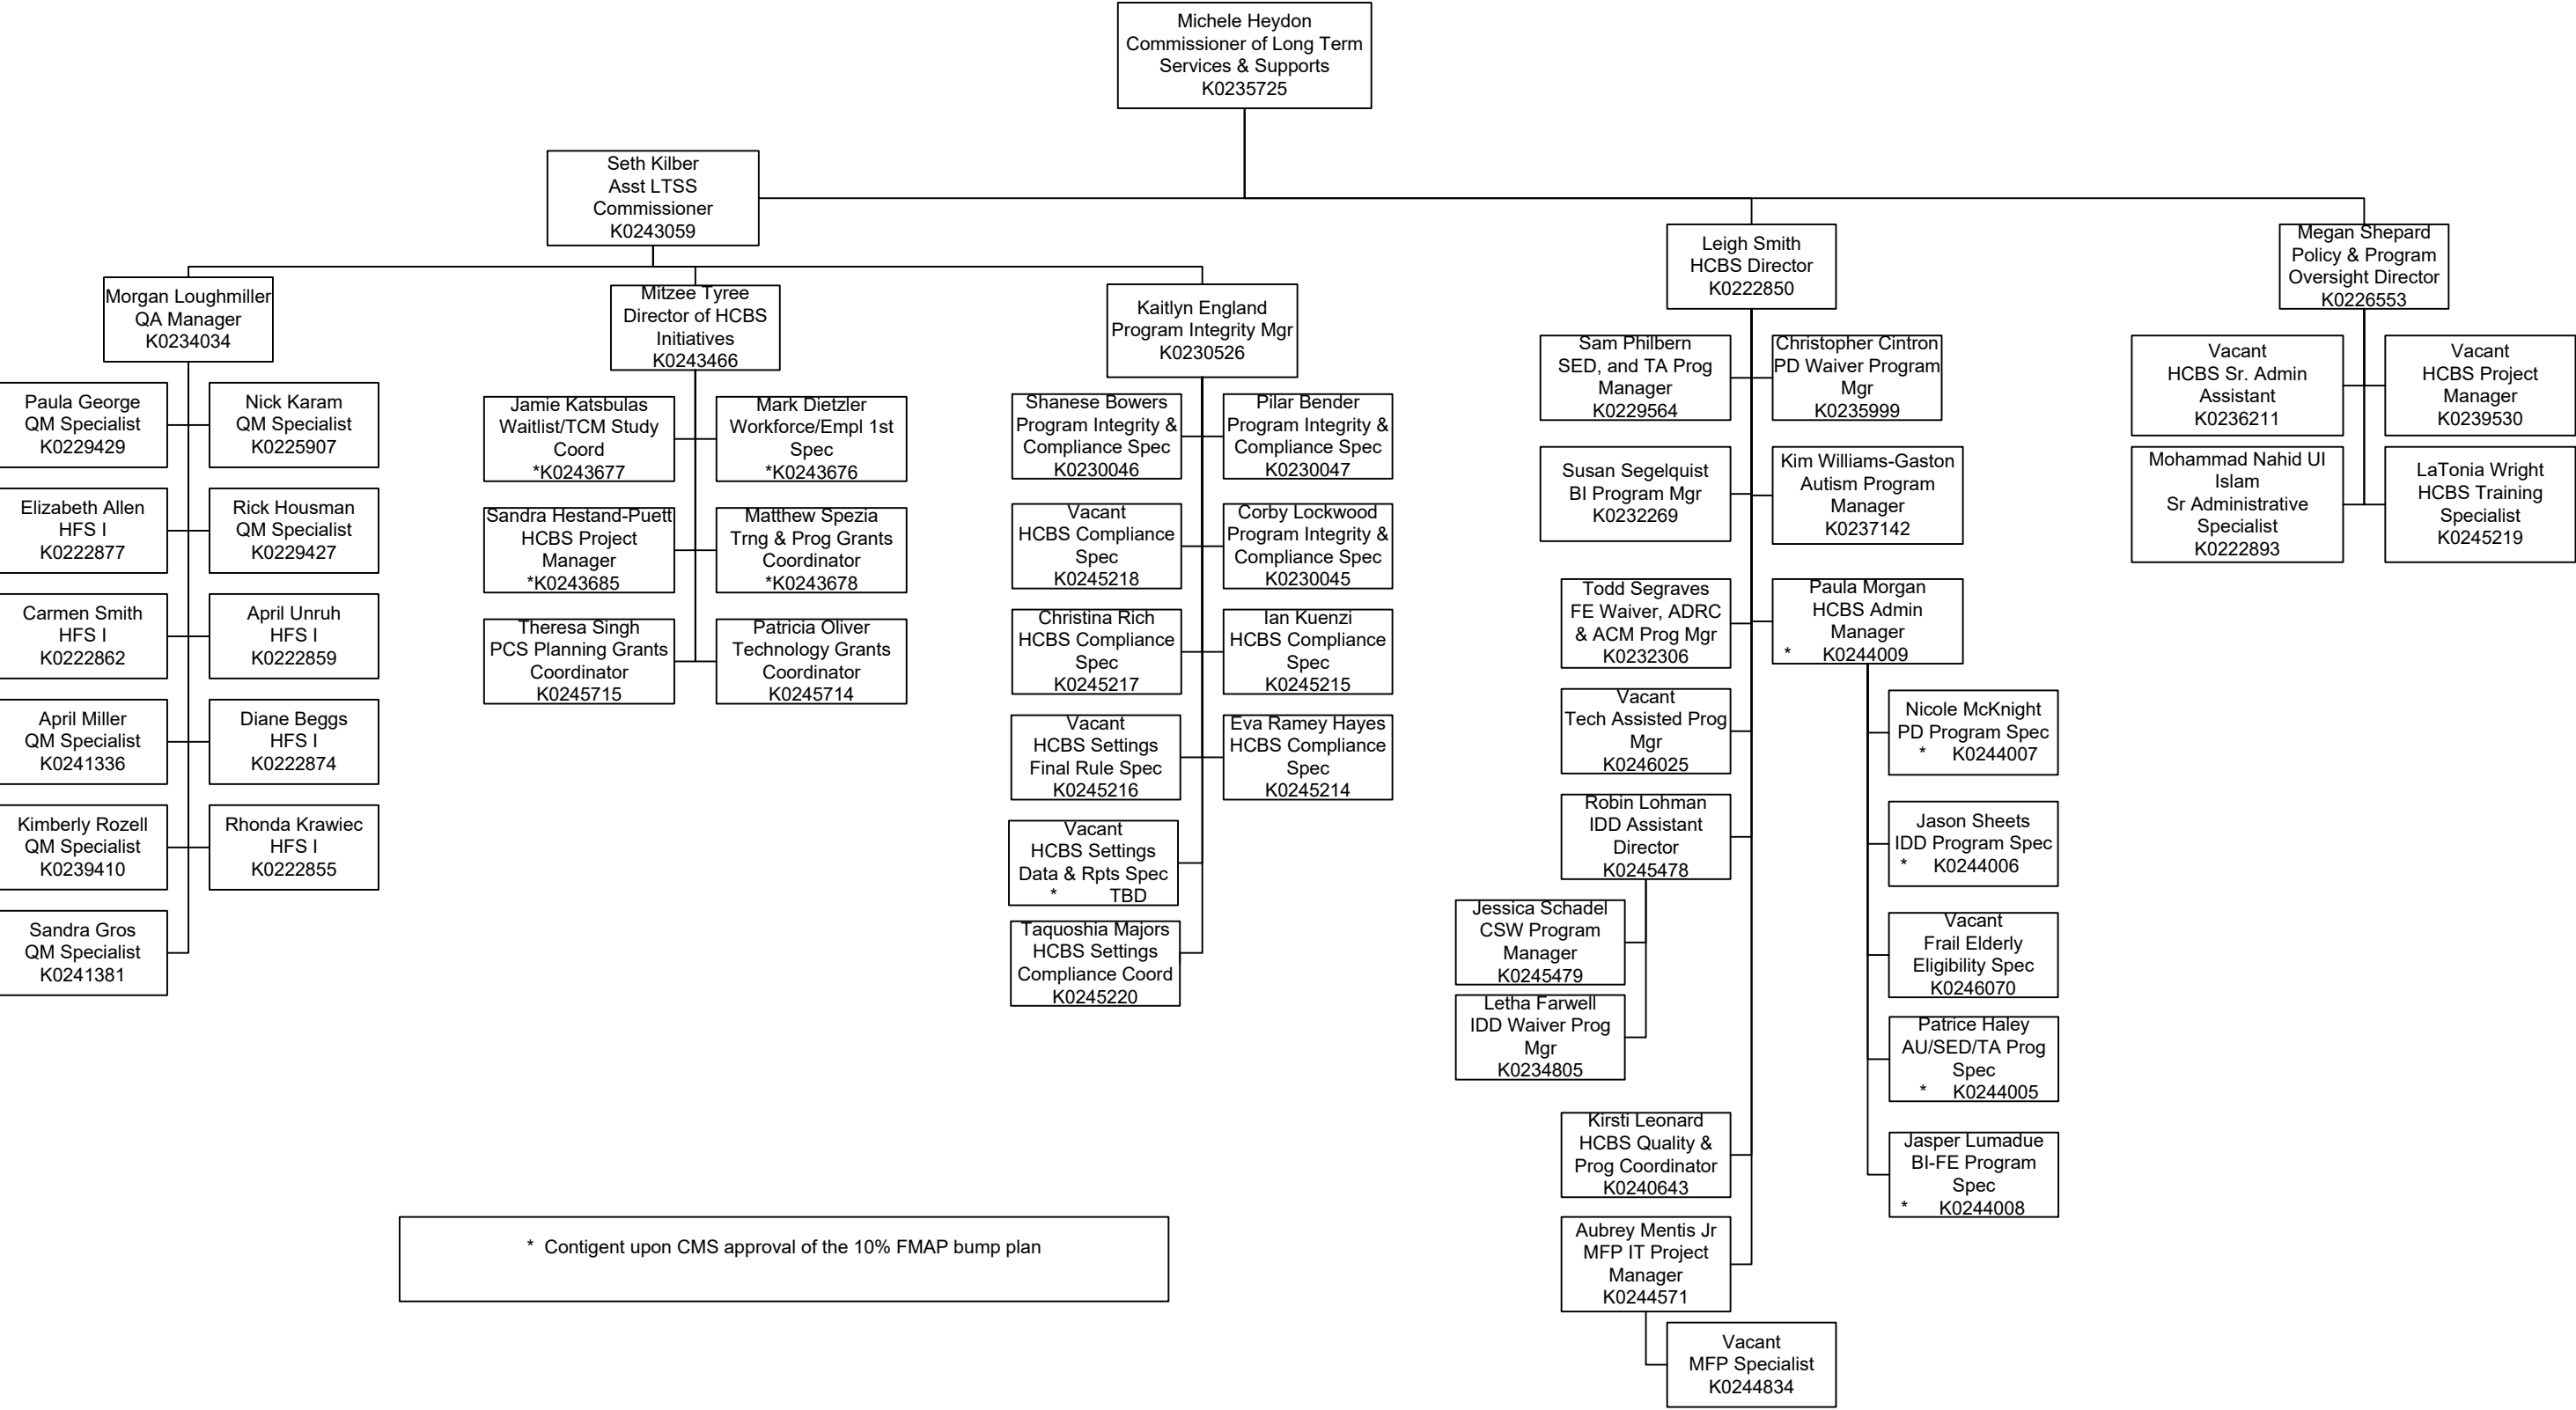 Michele Heydon
Commissioner of Long Term
Services & Supports
K0235725
Seth Kilber
Asst LTSS
Commissioner
K0243059
Morgan Loughmiller
QA Manager
K0234034
Paula George
QM Specialist
K0229429
Nick Karam
QM Specialist
K0225907
Elizabeth Allen
HFS I
K0222877
Rick Housman
QM Specialist
K0229427
Carmen Smith
HFS I
K0222862
April Unruh
HFS I
K0222859
April Miller
QM Specialist
K0241336
Diane Beggs
HFS I
K0222874
Kimberly Rozell
QM Specialist
K0239410
Rhonda Krawiec
HFS I
K0222855
Sandra Gros
QM Specialist
K0241381
Mitzee Tyree
Director of HCBS
Initiatives
K0243466
Jamie Katsbulas
Waitlist/TCM Study
Coord
*K0243677
Mark Dietzler
Workforce/Empl 1st
Spec
*K0243676
Sandra Hestand-Puett
HCBS Project
Manager
*K0243685
Matthew Spezia
Trng & Prog Grants
Coordinator
*K0243678
Theresa Singh
PCS Planning Grants
Coordinator
K0245715
Patricia Oliver
Technology Grants
Coordinator
K0245714
Kaitlyn England
Program Integrity Mgr
K0230526
Shanese Bowers
Program Integrity &
Compliance Spec
K0230046
Pilar Bender
Program Integrity &
Compliance Spec
K0230047
Vacant
HCBS Compliance
Spec
K0245218
Corby Lockwood
Program Integrity &
Compliance Spec
K0230045
Christina Rich
HCBS Compliance
Spec
K0245217
Ian Kuenzi
HCBS Compliance
Spec
K0245215
Vacant
HCBS Settings
Final Rule Spec
K0245216
Eva Ramey Hayes
HCBS Compliance
Spec
K0245214
Vacant
HCBS Settings
Data & Rpts Spec
* TBD
Taquoshia Majors
HCBS Settings
Compliance Coord
K0245220
Leigh Smith
HCBS Director
K0222850
Sam Philbern
SED, and TA Prog
Manager
K0229564
Christopher Cintron
PD Waiver Program
Mgr
K0235999
Susan Segelquist
BI Program Mgr
K0232269
Kim Williams-Gaston
Autism Program
Manager
K0237142
Todd Segraves
FE Waiver, ADRC
& ACM Prog Mgr
K0232306
Paula Morgan
HCBS Admin
Manager
* K0244009
Vacant
Tech Assisted Prog
Mgr
K0246025
Robin Lohman
IDD Assistant
Director
K0245478
Jessica Schadel
CSW Program
Manager
K0245479
Letha Farwell
IDD Waiver Prog
Mgr
K0234805
Kirsti Leonard
HCBS Quality &
Prog Coordinator
K0240643
Aubrey Mentis Jr
MFP IT Project
Manager
K0244571
Vacant
MFP Specialist
K0244834
Nicole McKnight
PD Program Spec
* K0244007
Jason Sheets
IDD Program Spec
* K0244006
Vacant
Frail Elderly
Eligibility Spec
K0246070
Patrice Haley
AU/SED/TA Prog
Spec
* K0244005
Jasper Lumadue
BI-FE Program
Spec
* K0244008
Megan Shepard
Policy & Program
Oversight Director
K0226553
Vacant
HCBS Sr. Admin
Assistant
K0236211
Vacant
HCBS Project
Manager
K0239530
Mohammad Nahid UI
Islam
Sr Administrative
Specialist
K0222893
LaTonia Wright
HCBS Training
Specialist
K0245219
* Contigent upon CMS approval of the 10% FMAP bump plan